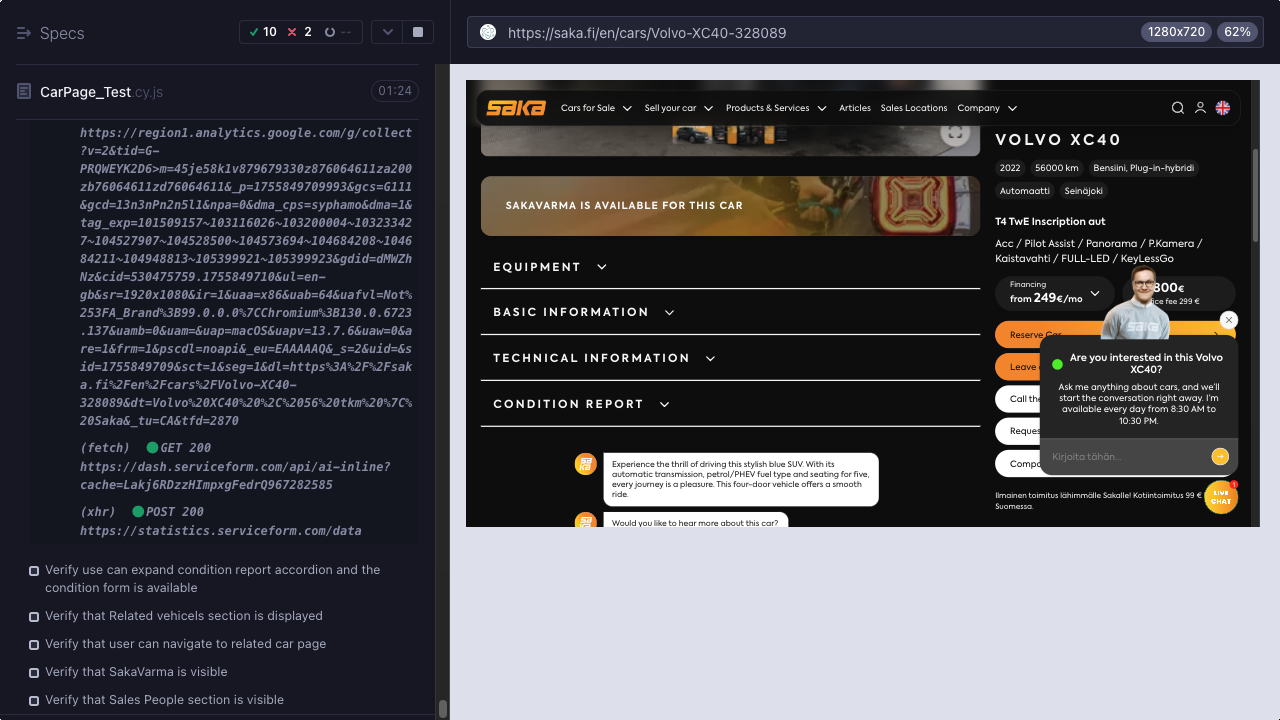 Specs
10
2
--
https://saka.fi/en/cars/Volvo-XC40-328089
1280x720
62%
CarPage_Test.cy.js
01:24
https://region1.analytics.google.com/g/collect
?v=2&tid=G-
PRQWEYK2D6&gtm=45je58k1v879679330z876064611za200
zb76064611zd76064611&_p=1755849709993&gcs=G111
&gcd=13n3nPn2n5l1&npa=0&dma_cps=syphamo&dma=1&
tag_exp=101509157~103116026~103200004~10323342
7~104527907~104528500~104573694~104684208~1046
84211~104948813~105399921~105399923&gdid=dMWZh
Nz&cid=530475759.1755849710&ul=en-
gb&sr=1920x1080&ir=1&uaa=x86&uab=64&uafvl=Not%
253FA_Brand%3B99.0.0.0%7CChromium%3B130.0.6723
.137&uamb=0&uam=&uap=macOS&uapv=13.7.6&uaw=0&a
re=1&frm=1&pscdl=noapi&_eu=EAAAAAQ&_s=2&uid=&s
id=1755849709&sct=1&seg=1&dl=https%3A%2F%2Fsak
a.fi%2Fen%2Fcars%2FVolvo-XC40-
328089&dt=Volvo%20XC40%20%2C%2056%20tkm%20%7C%
20Saka&_tu=CA&tfd=2870
(fetch) GET 200
https://dash.serviceform.com/api/ai-inline?
code=EakjoRDzzHImpxgFedrQ967282585
(xhr) POST 200
https://statistics.serviceform.com/data
Verify use can expand condition report accordion and the
condition form is available
Verify that Related vehicels section is displayed
Verify that user can navigate to related car page
Verify that SakaVarma is visible
Verify that Sales People section is visible
saka
Cars for Sale
Sell your car
Products & Services
Articles
Sales Locations
Company
SAKAVARMA IS AVAILABLE FOR THIS CAR
EQUIPMENT
BASIC INFORMATION
TECHNICAL INFORMATION
CONDITION REPORT
Experience the thrill of driving this stylish blue SUV. With its
automatic transmission, petrol/PHEV fuel type and seating for five,
every journey is a pleasure. This four-door vehicle offers a smooth
ride.
Would you like to hear more about this car?
VOLVO XC40
2022
56000 km
Bensiini, Plug-in-hybridi
Automaatti
Seinäjoki
T4 TwE Inscription aut
Acc / Pilot Assist / Panorama / P.Kamera /
Kaistavahti / FULL-LED / KeyLessGo
Financing
from 249€/mo
800€
fee 299 €
Reserve Car
Leave
Call
Reques
Compa
Are you interested in this Volvo
XC40?
Ask me anything about cars, and we'll
start the conversation right away. I'm
available every day from 8:30 AM to
10:30 PM.
Kirjoita tähän...
Ilmainen toimitus lähimmälle Sakalle! Kotiintoimitus 99 €
Suomessa.
LIVE
CHAT
1